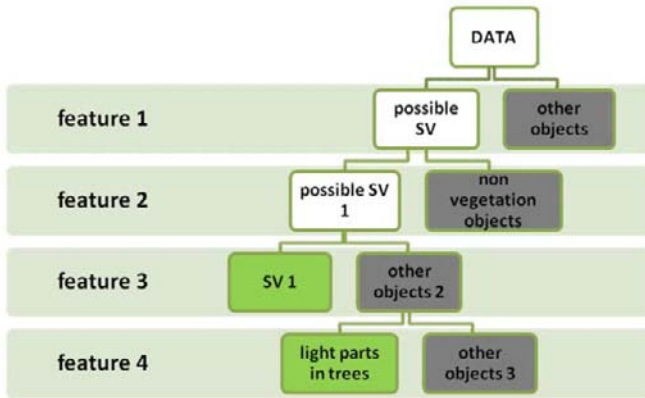 DATA
feature 1
possible
SV
other
objects
feature 2
possible SV
1
non
vegetation
objects
feature 3
SV 1
other
objects 2
feature 4
light parts
in trees
other
objects 3